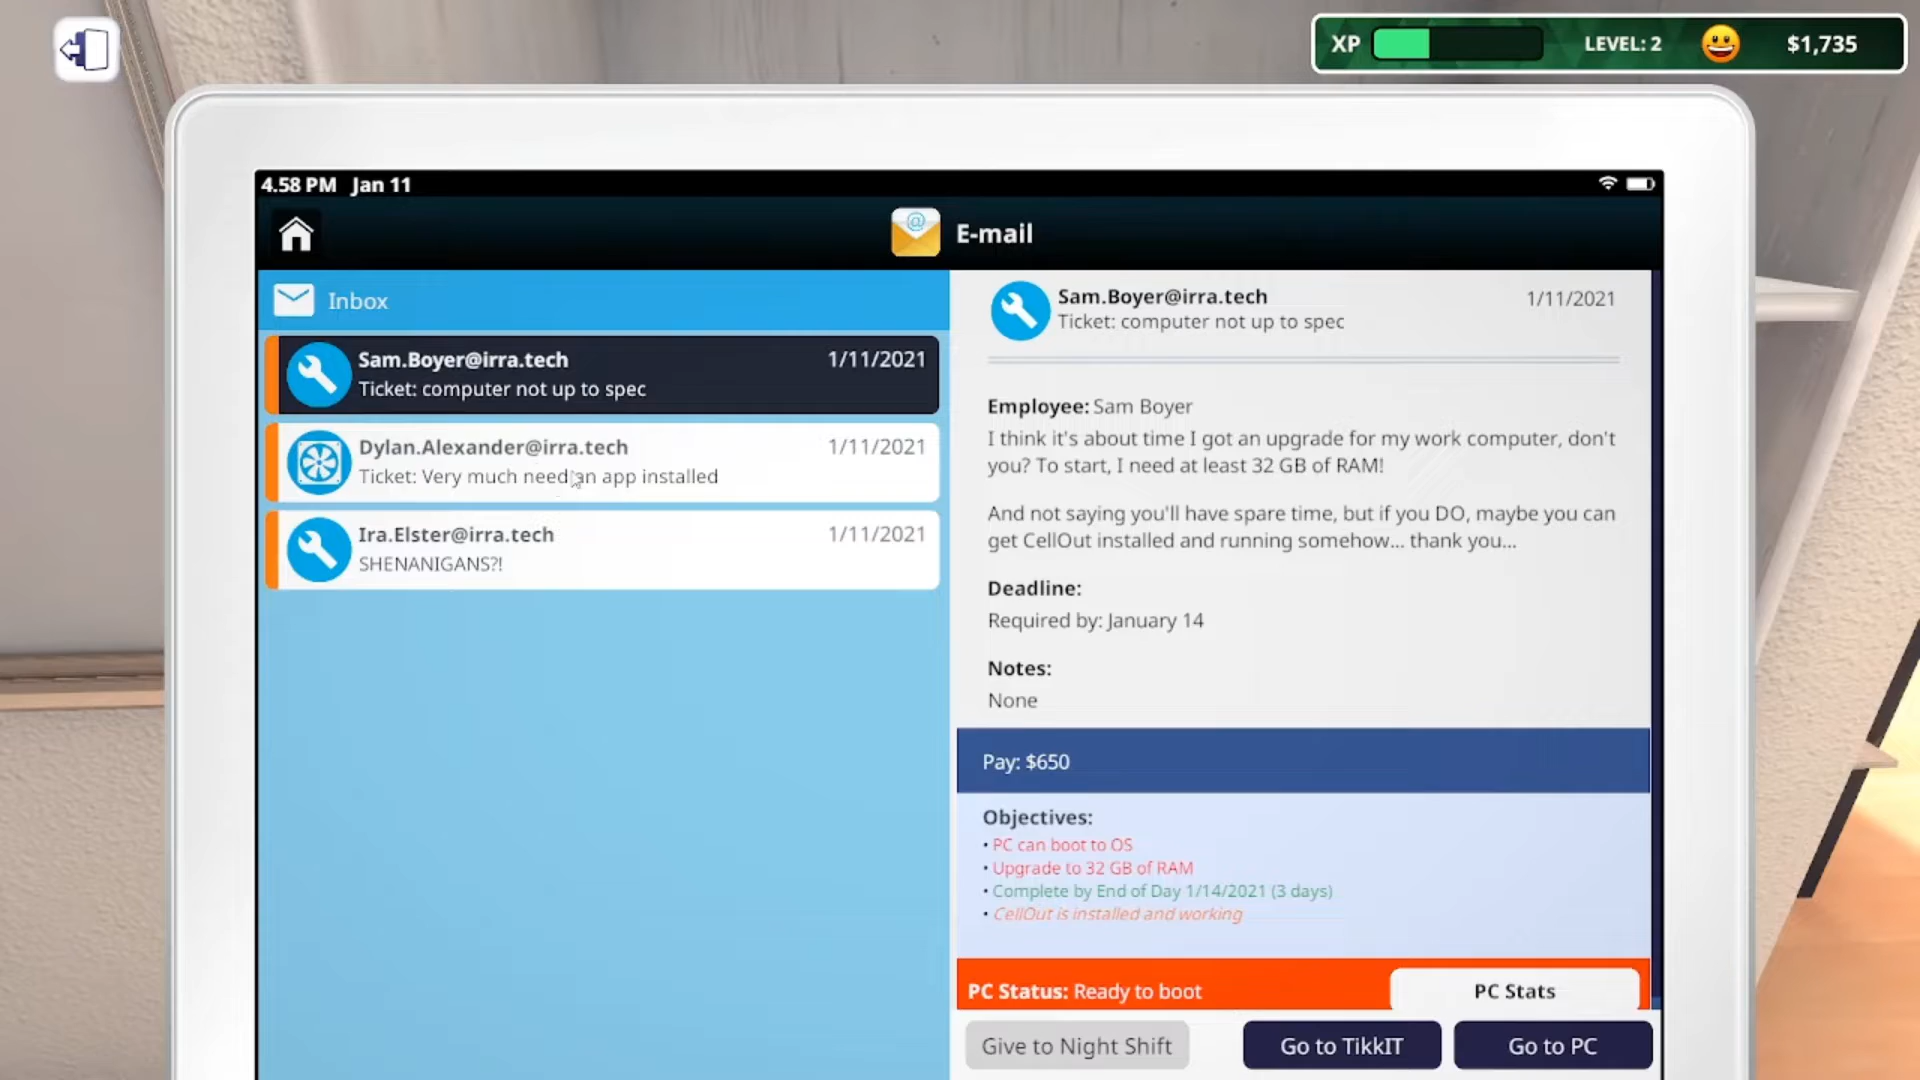 XP
LEVEL: 2
$1,735
4.58 PM Jan 11
E-mail
Inbox
Sam.Boyer@irra.tech 1/11/2021
Ticket: computer not up to spec
Dylan.Alexander@irra.tech 1/11/2021
Ticket: Very much need an app installed
Ira.Elster@irra.tech 1/11/2021
SHENANIGANS?!
Sam.Boyer@irra.tech 1/11/2021
Ticket: computer not up to spec
Employee: Sam Boyer
I think it's about time I got an upgrade for my work computer, don't
you? To start, I need at least 32 GB of RAM!
And not saying you'll have spare time, but if you DO, maybe you can
get CellOut installed and running somehow... thank you...
Deadline:
Required by: January 14
Notes:
None
Pay: $650
Objectives:
• PC can boot to OS
• Upgrade to 32 GB of RAM
• Complete by End of Day 1/14/2021 (3 days)
• CellOut is installed and working
PC Status: Ready to boot
PC Stats
Give to Night Shift
Go to TikkIT
Go to PC